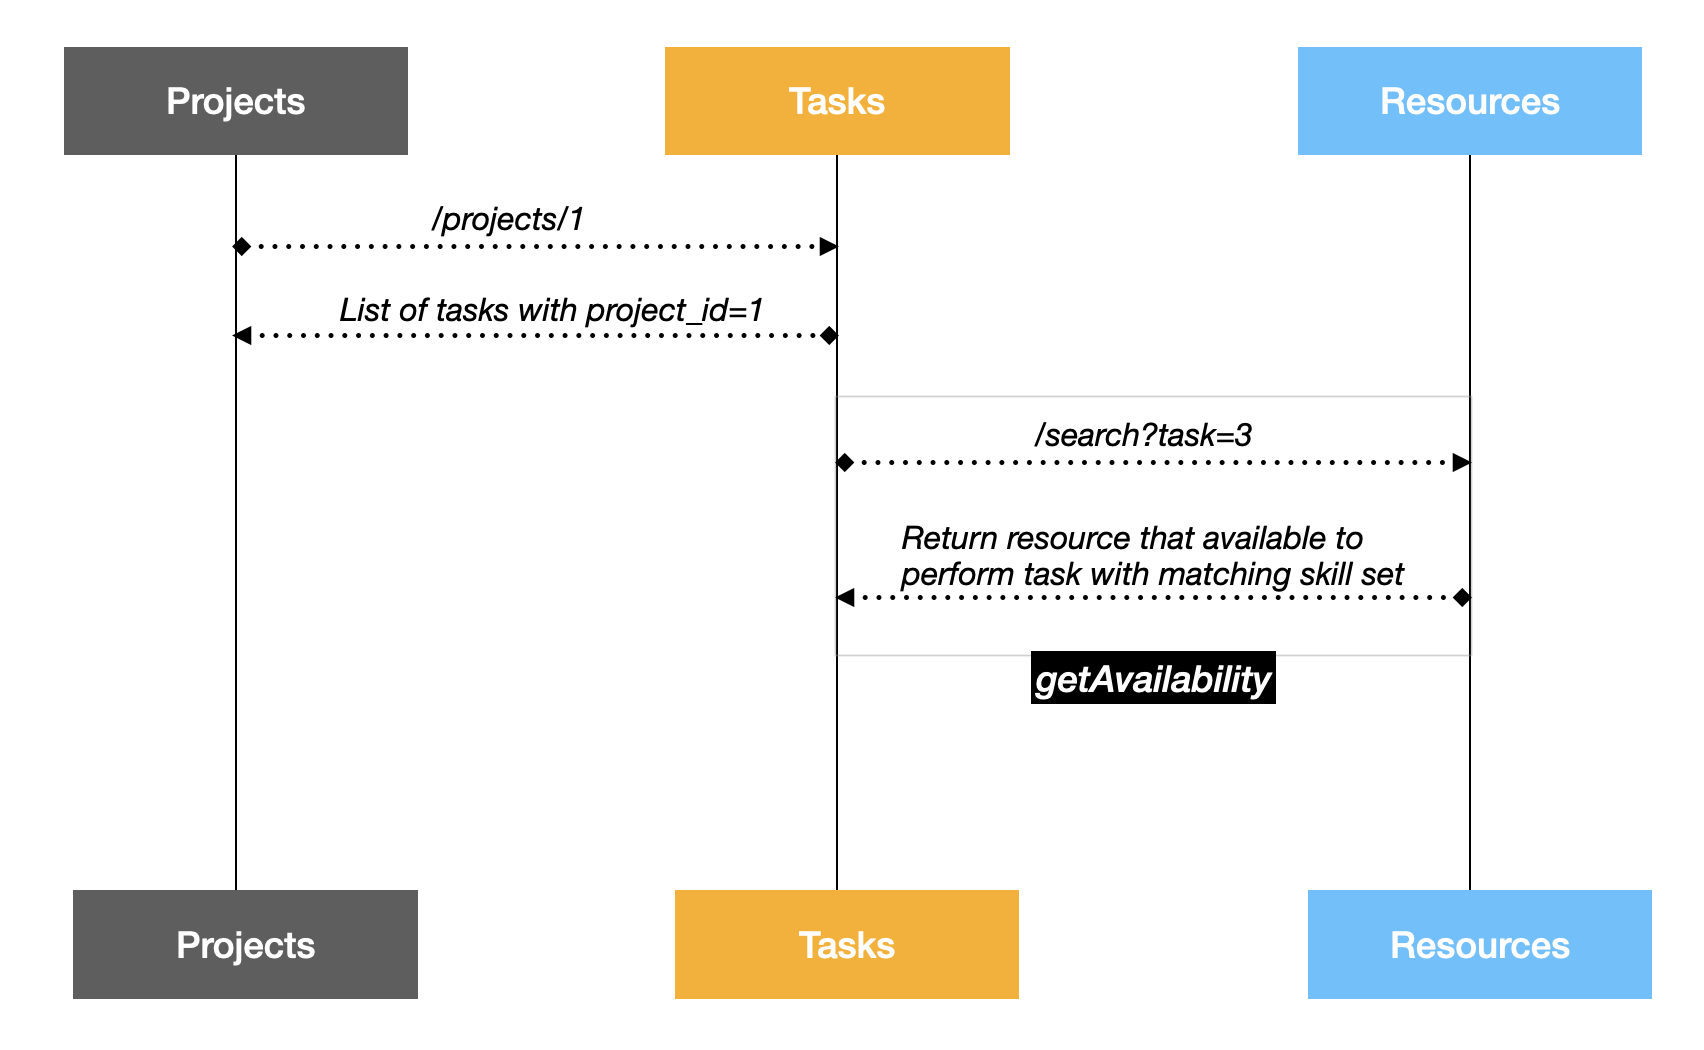 Projects
Tasks
Resources
/projects/1
List of tasks with project_id=1
/search?task=3
Return resource that available to
perform task with matching skill set
getAvailability
Projects
Tasks
Resources